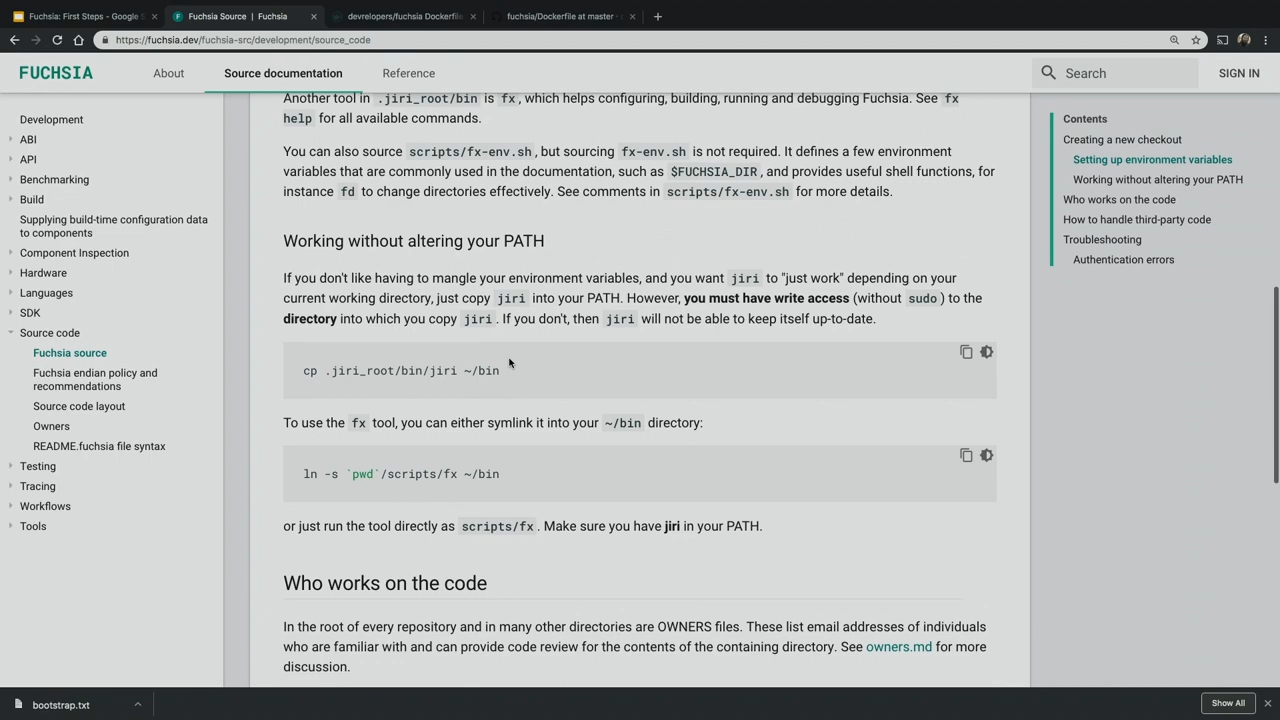 Fuchsia: First Steps - Google S
Fuchsia Source | Fuchsia
devrelopers/fuchsia Dockerfile
fuchsia/Dockerfile at master · d
https://fuchsia.dev/fuchsia-src/development/source_code
FUCHSIA
About
Source documentation
Reference
Search
SIGN IN
Development
ABI
API
Benchmarking
Build
Supplying build-time configuration data
to components
Component Inspection
Hardware
Languages
SDK
Source code
Fuchsia source
Fuchsia endian policy and
recommendations
Source code layout
Owners
README.fuchsia file syntax
Testing
Tracing
Workflows
Tools
Another tool in .jiri_root/bin is fx, which helps configuring, building, running and debugging Fuchsia. See fx
help for all available commands.
You can also source scripts/fx-env.sh, but sourcing fx-env.sh is not required. It defines a few environment
variables that are commonly used in the documentation, such as $FUCHSIA_DIR, and provides useful shell functions, for
instance fd to change directories effectively. See comments in scripts/fx-env.sh for more details.
Working without altering your PATH
If you don't like having to mangle your environment variables, and you want jiri to "just work" depending on your
current working directory, just copy jiri into your PATH. However, you must have write access (without sudo) to the
directory into which you copy jiri. If you don't, then jiri will not be able to keep itself up-to-date.
cp .jiri_root/bin/jiri ~/bin
To use the fx tool, you can either symlink it into your ~/bin directory:
ln -s `pwd`/scripts/fx ~/bin
or just run the tool directly as scripts/fx. Make sure you have jiri in your PATH.
Who works on the code
In the root of every repository and in many other directories are OWNERS files. These list email addresses of individuals
who are familiar with and can provide code review for the contents of the containing directory. See owners.md for more
discussion.
Contents
Creating a new checkout
Setting up environment variables
Working without altering your PATH
Who works on the code
How to handle third-party code
Troubleshooting
Authentication errors
bootstrap.txt
Show All